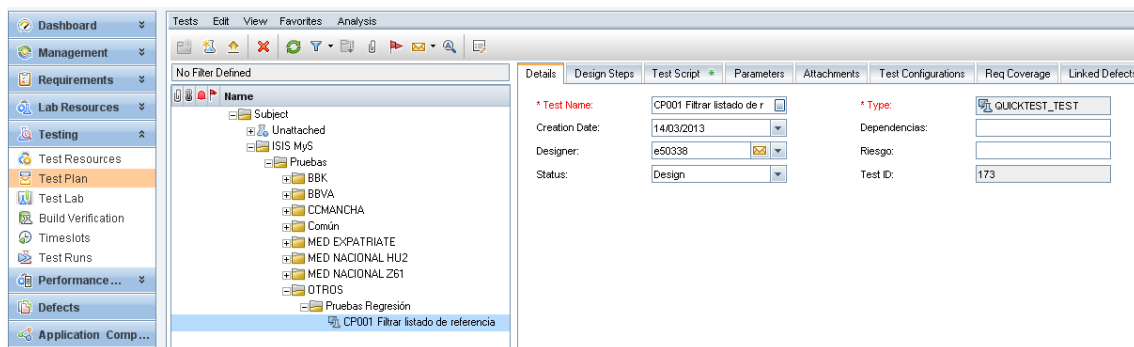 Dashboard
Management
Requirements
Lab Resources
Testing
Test Resources
Test Plan
Test Lab
Build Verification
Timeslots
Test Runs
Performance...
Defects
Application Comp...
Tests Edit View Favorites Analysis
No Filter Defined
Name
Subject
Unattached
ISIS MyS
Pruebas
BBK
BBVA
CCMANCHA
Común
MED EXPATRIATE
MED NACIONAL HU2
MED NACIONAL Z61
OTROS
Pruebas Regresión
CP001 Filtrar listado de referencia
Details Design Steps Test Script * Parameters Attachments Test Configurations Req Coverage Linked Defects
* Test Name: CP001 Filtrar listado de r * Type: QUICKTEST_TEST
Creation Date: 14/03/2013 Dependencias:
Designer: e50338 Riesgo:
Status: Design Test ID: 173